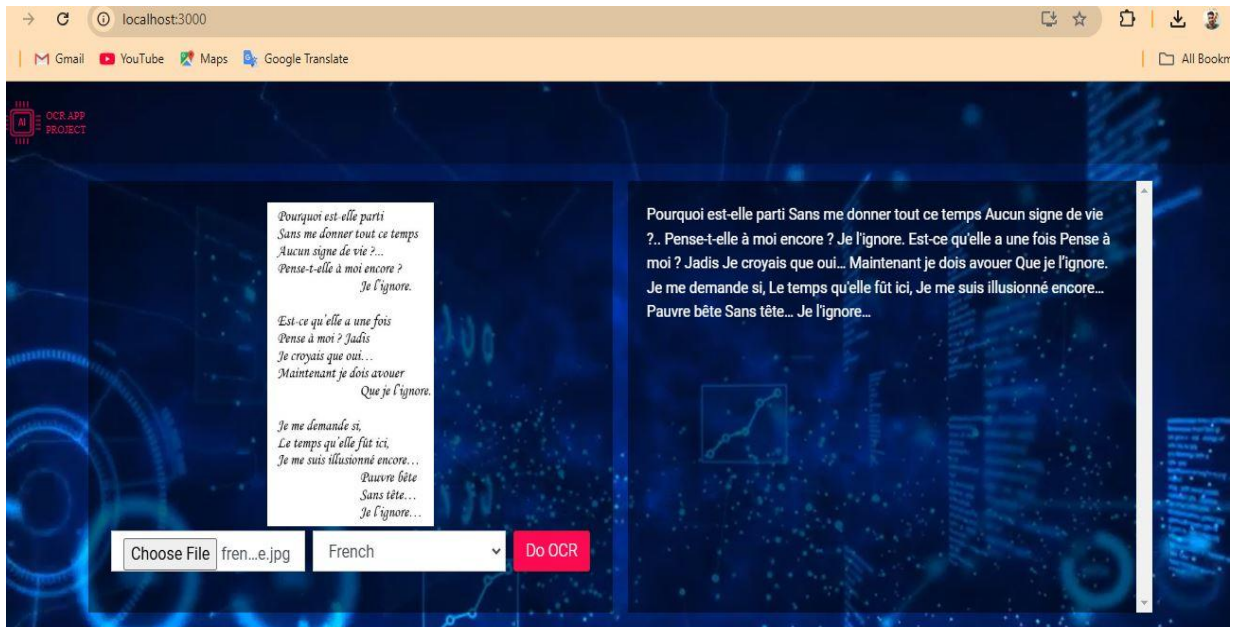 localhost:3000
Gmail YouTube Maps Google Translate All Bookm
AI OCR APP
PROJECT
Pourquoi est-elle parti
Sans me donner tout ce temps
Aucun signe de vie ?...
Pense-t-elle à moi encore ?
Je l'ignore.
Est-ce qu'elle a une fois
Pense à moi ? Jadis
Je croyais que oui...
Maintenant je dois avouer
Que je l'ignore.
Je me demande si,
Le temps qu'elle fût ici,
Je me suis illusionné encore...
Pauvre bête
Sans tête...
Je l'ignore...
Choose File fren...e.jpg French Do OCR
Pourquoi est-elle parti Sans me donner tout ce temps Aucun signe de vie
?.. Pense-t-elle à moi encore ? Je l'ignore. Est-ce qu'elle a une fois Pense à
moi ? Jadis Je croyais que oui... Maintenant je dois avouer Que je l'ignore.
Je me demande si, Le temps qu'elle fût ici, Je me suis illusionné encore...
Pauvre bête Sans tête... Je l'ignore...